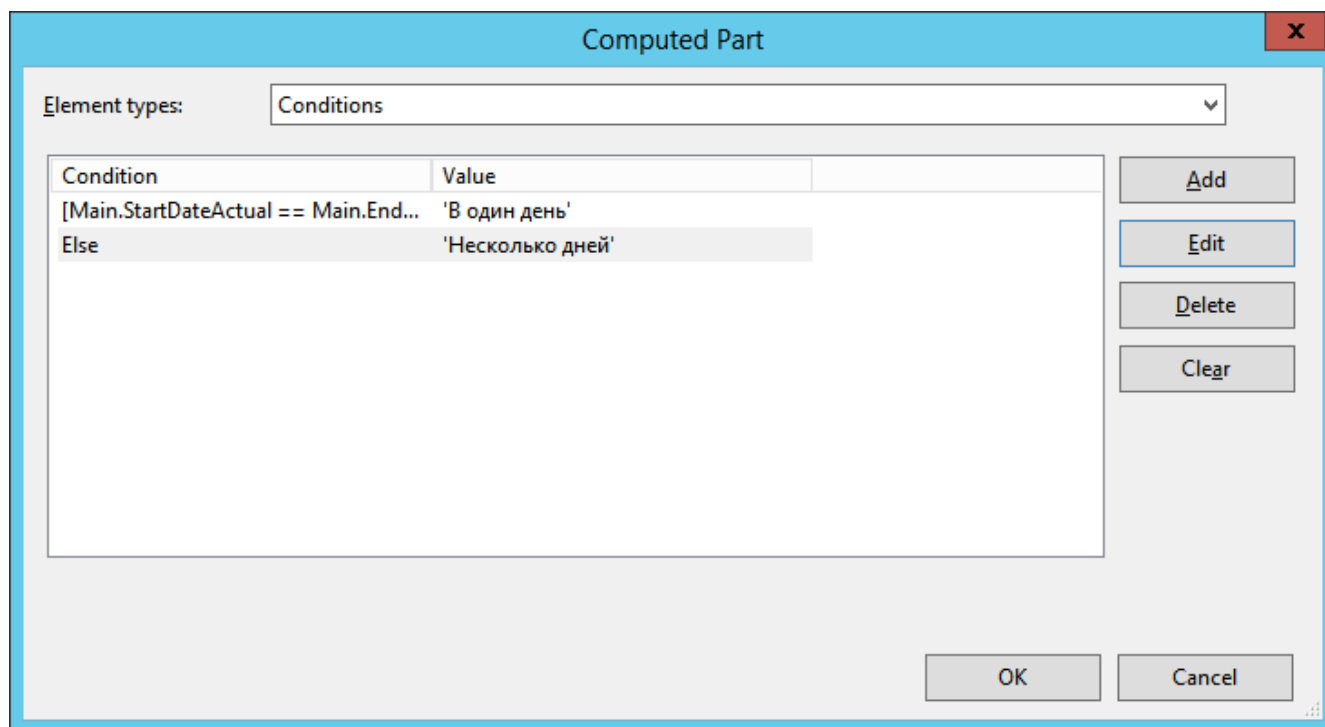 Computed Part
x
Element types: Conditions
Condition Value
[Main.StartDateActual == Main.End... 'В один день'
Else 'Несколько дней'
Add
Edit
Delete
Clear
OK Cancel